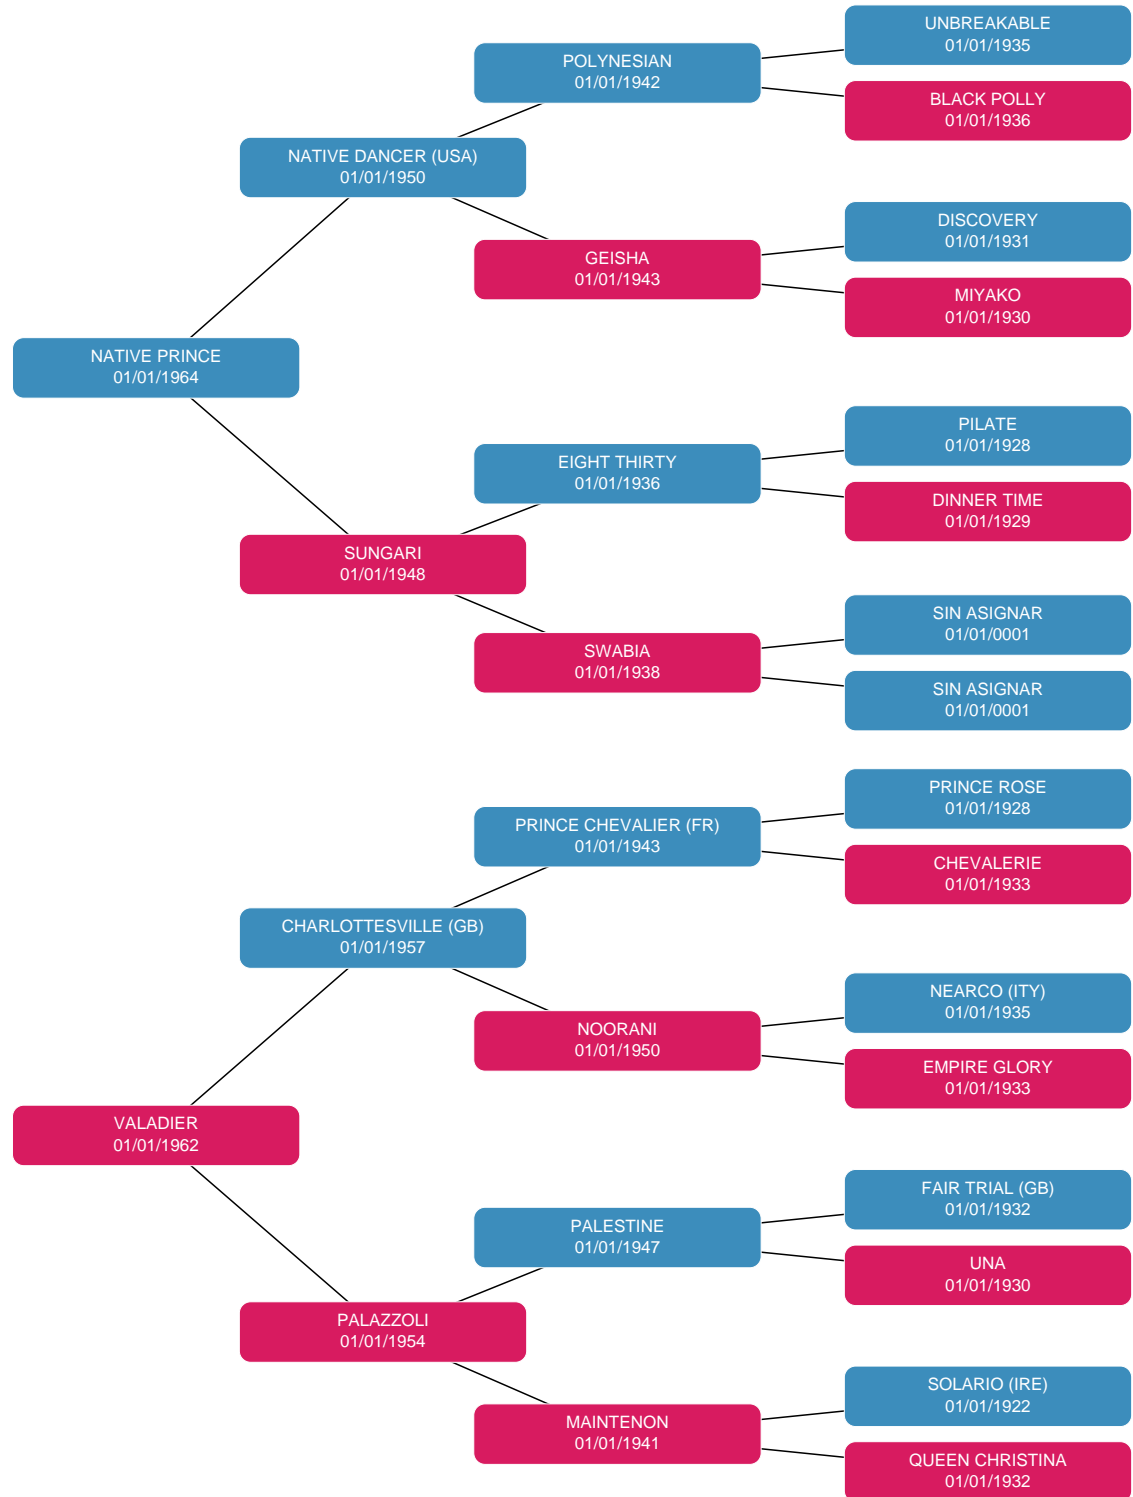 UNBREAKABLE
01/01/1935
POLYNESIAN
01/01/1942
BLACK POLLY
01/01/1936
NATIVE DANCER (USA)
01/01/1950
DISCOVERY
01/01/1931
GEISHA
01/01/1943
MIYAKO
01/01/1930
NATIVE PRINCE
01/01/1964
PILATE
01/01/1928
EIGHT THIRTY
01/01/1936
DINNER TIME
01/01/1929
SUNGARI
01/01/1948
SIN ASIGNAR
01/01/0001
SWABIA
01/01/1938
SIN ASIGNAR
01/01/0001
PRINCE ROSE
01/01/1928
PRINCE CHEVALIER (FR)
01/01/1943
CHEVALERIE
01/01/1933
CHARLOTTESVILLE (GB)
01/01/1957
NEARCO (ITY)
01/01/1935
NOORANI
01/01/1950
EMPIRE GLORY
01/01/1933
VALADIER
01/01/1962
FAIR TRIAL (GB)
01/01/1932
PALESTINE
01/01/1947
UNA
01/01/1930
PALAZZOLI
01/01/1954
SOLARIO (IRE)
01/01/1922
MAINTENON
01/01/1941
QUEEN CHRISTINA
01/01/1932